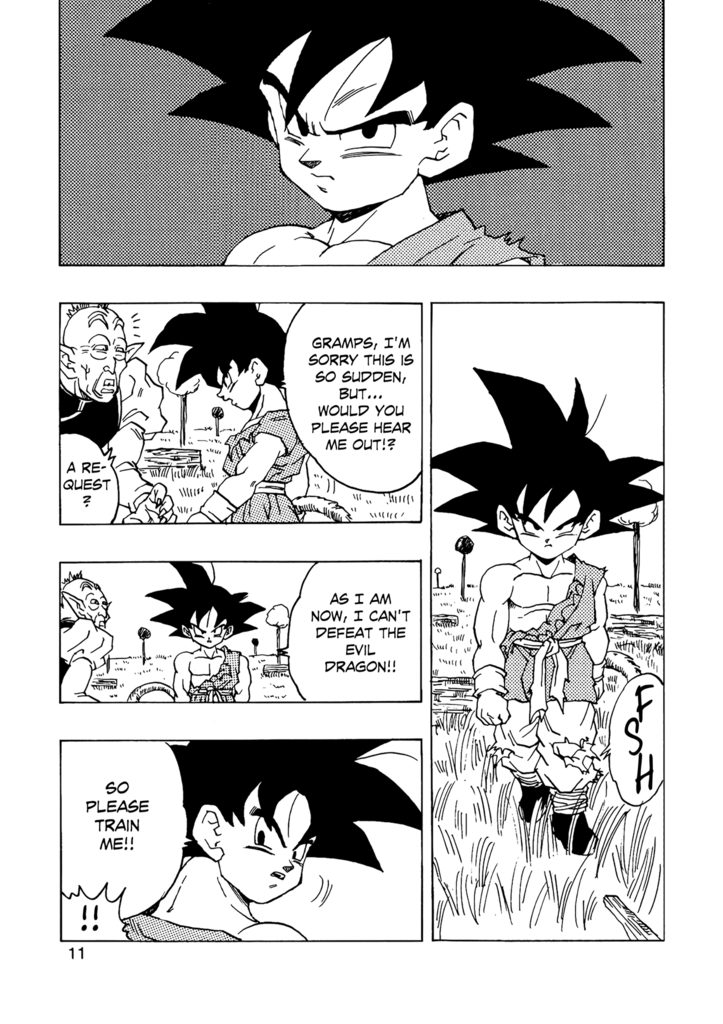 FSH
GRAMPS, I'M
SORRY THIS IS
SO SUDDEN,
BUT...
WOULD YOU
PLEASE HEAR
ME OUT!?
A RE-
QUEST
?
AS I AM
NOW, I CAN'T
DEFEAT THE
EVIL
DRAGON!!
SO
PLEASE
TRAIN
ME!!
!!
11